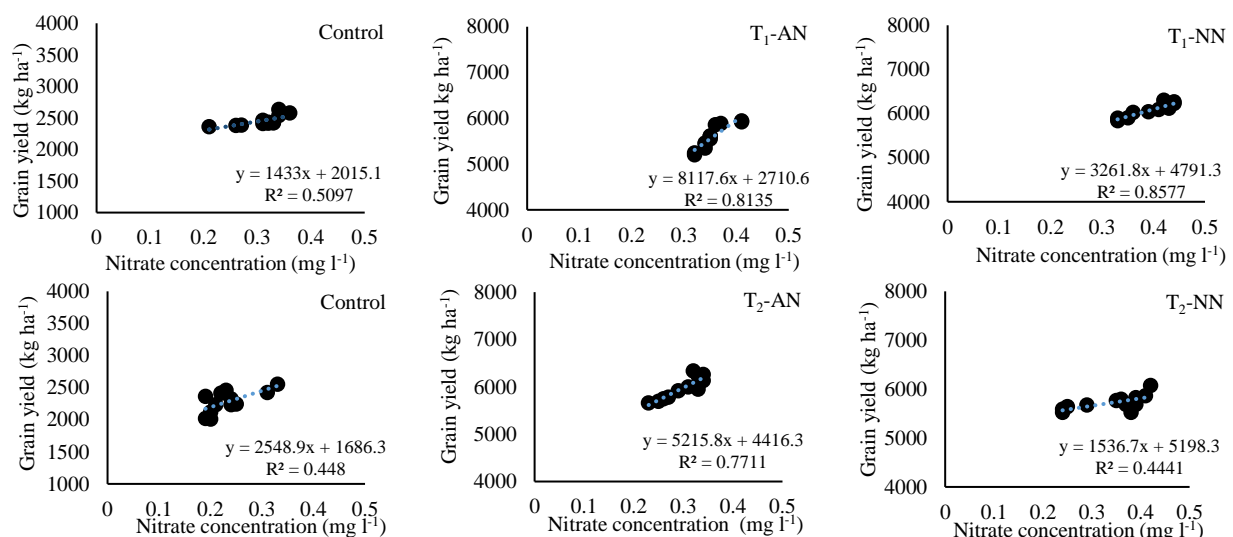 Control
Grain yield (kg ha-1)
4000
3500
3000
2500
2000
1500
1000
y = 1433x + 2015.1
R² = 0.5097
0 0.1 0.2 0.3 0.4 0.5
Nitrate concentration (mg l-1)
T1-AN
Grain yield kg ha-1)
8000
7000
6000
5000
4000
y = 8117.6x + 2710.6
R² = 0.8135
0 0.1 0.2 0.3 0.4 0.5
Nitrate concentration (mg l-1)
T1-NN
Grain yield (kg ha-1)
8000
7000
6000
5000
4000
y = 3261.8x + 4791.3
R² = 0.8577
0 0.1 0.2 0.3 0.4 0.5
Nitrate concentration (mg l-1)
Control
Grain yield (kg ha-1)
4000
3500
3000
2500
2000
1500
1000
y = 2548.9x + 1686.3
R² = 0.448
0 0.1 0.2 0.3 0.4 0.5
Nitrate concentration (mg l-1)
T2-AN
Grain yield (kg ha-1)
8000
7000
6000
5000
4000
y = 5215.8x + 4416.3
R² = 0.7711
0 0.1 0.2 0.3 0.4 0.5
Nitrate concentration (mg l-1)
T2-NN
Grain yield (kg ha-1)
8000
7000
6000
5000
4000
y = 1536.7x + 5198.3
R² = 0.4441
0 0.1 0.2 0.3 0.4 0.5
Nitrate concentration (mg l-1)